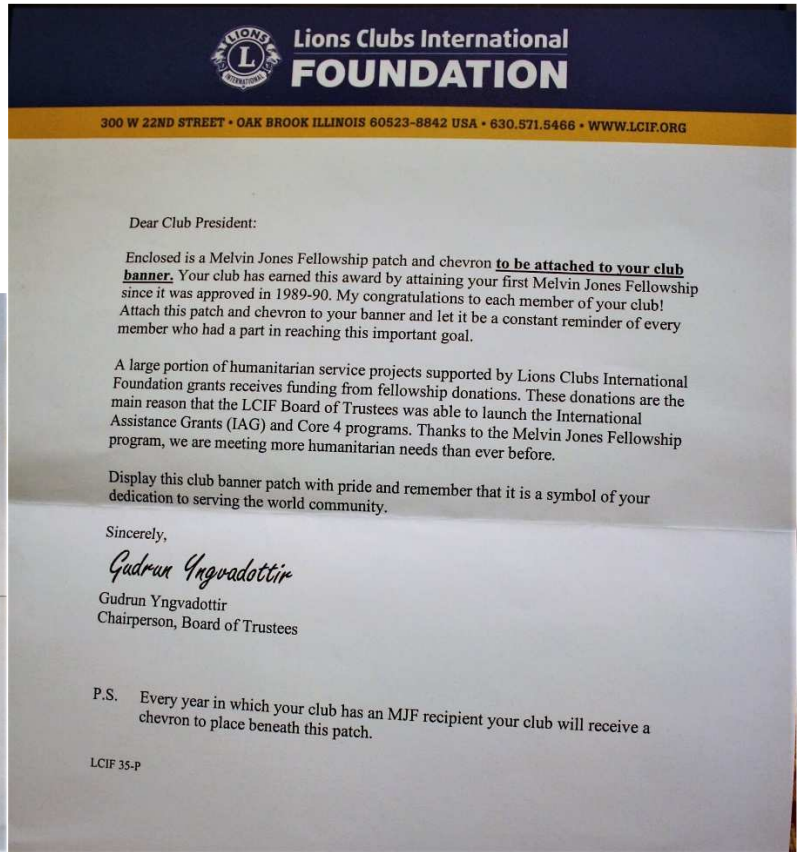 LIONS
L
INTERNATIONAL
Lions Clubs International
FOUNDATION
300 W 22ND STREET • OAK BROOK ILLINOIS 60523-8842 USA • 630.571.5466 • WWW.LCIF.ORG
Dear Club President:
Enclosed is a Melvin Jones Fellowship patch and chevron to be attached to your club
banner. Your club has earned this award by attaining your first Melvin Jones Fellowship
since it was approved in 1989-90. My congratulations to each member of your club!
Attach this patch and chevron to your banner and let it be a constant reminder of every
member who had a part in reaching this important goal.
A large portion of humanitarian service projects supported by Lions Clubs International
Foundation grants receives funding from fellowship donations. These donations are the
main reason that the LCIF Board of Trustees was able to launch the International
Assistance Grants (IAG) and Core 4 programs. Thanks to the Melvin Jones Fellowship
program, we are meeting more humanitarian needs than ever before.
Display this club banner patch with pride and remember that it is a symbol of your
dedication to serving the world community.
Sincerely,
Gudrun Yngvadottir
Gudrun Yngvadottir
Chairperson, Board of Trustees
P.S. Every year in which your club has an MJF recipient your club will receive a
chevron to place beneath this patch.
LCIF 35-P